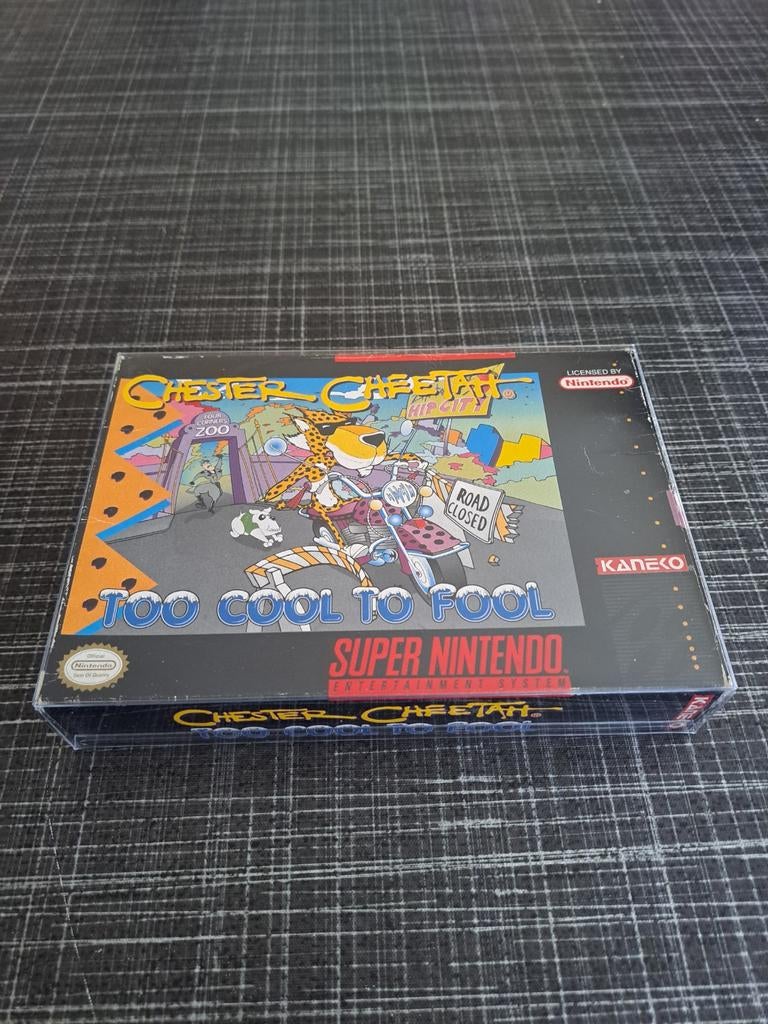 CHESTER CHEETAH
LICENSED BY
Nintendo
HIP CITY
FOUR
CORNERS
ZOO
ROAD
CLOSED
KANEKO
TOO COOL TO FOOL
SUPER NINTENDO
ENTERTAINMENT SYSTEM
Official
Nintendo
Seal Of Quality
CHESTER CHEETAH
TOO COOL TO FOOL
KANEKO